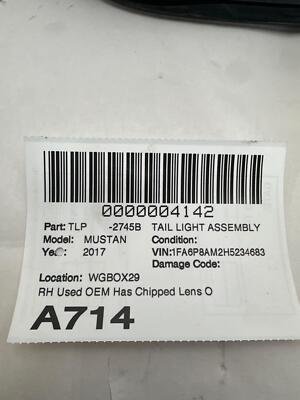 0000004142
Part: TLP -2745B TAIL LIGHT ASSEMBLY
Model: MUSTAN Condition:
Year: 2017 VIN:1FA6P8AM2H5234683
Damage Code:
Location: WGBOX29
RH Used OEM Has Chipped Lens O
A714